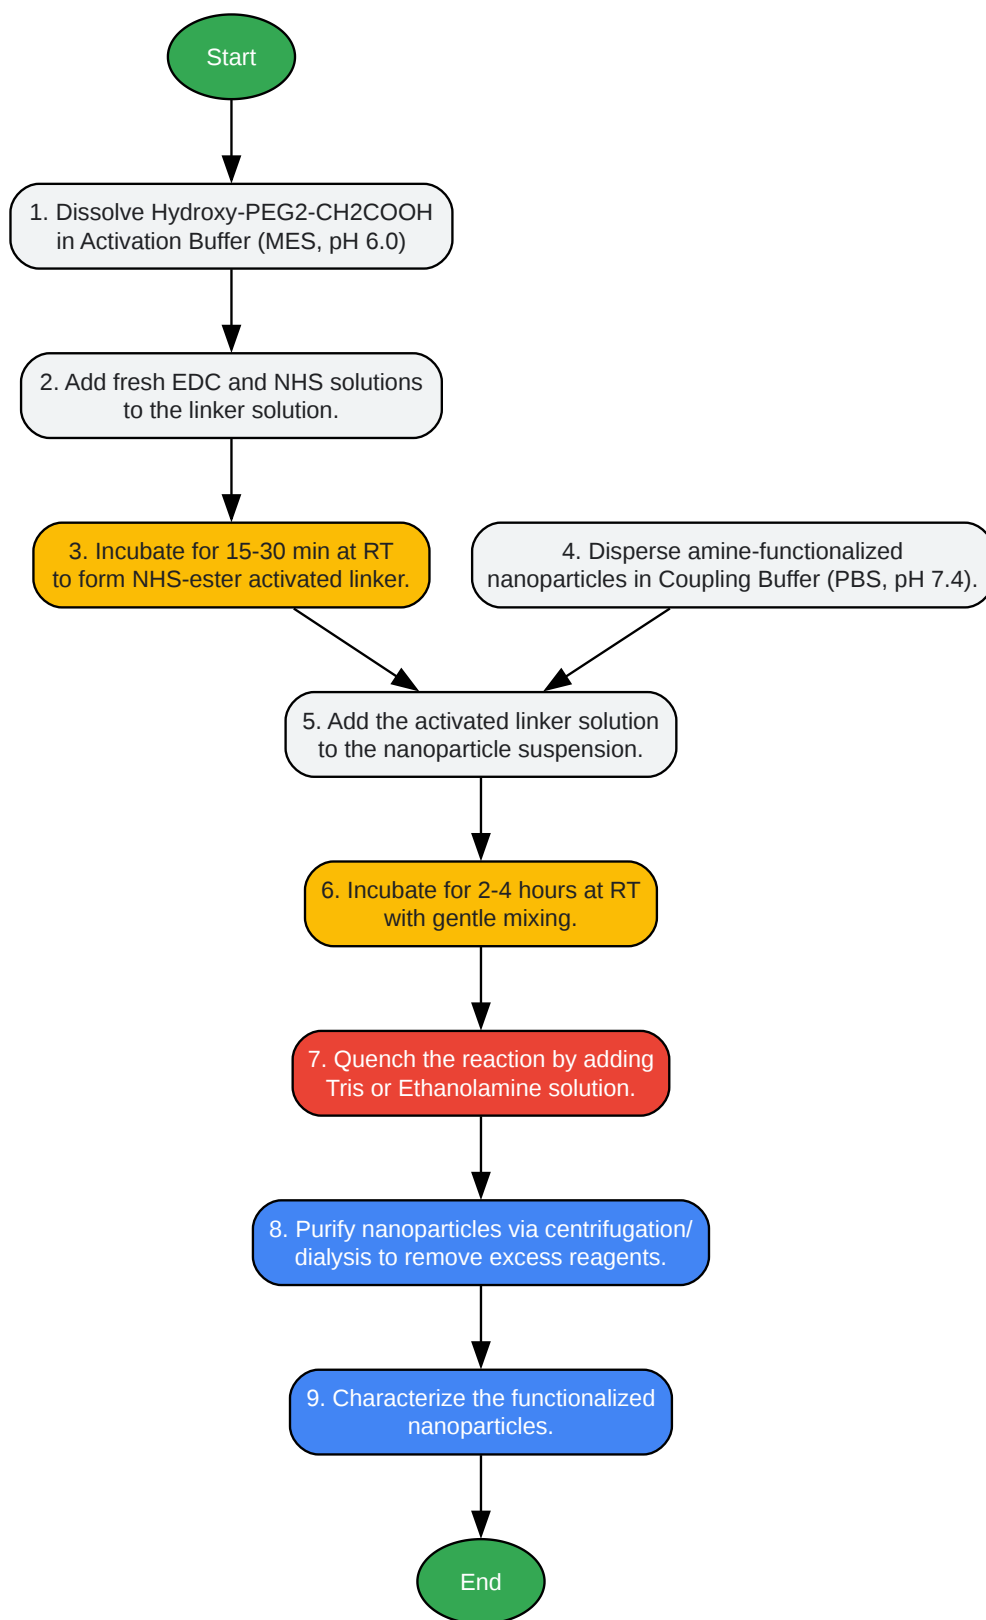 Start
1. Dissolve Hydroxy-PEG2-CH2COOH
in Activation Buffer (MES, pH 6.0)
2. Add fresh EDC and NHS solutions
to the linker solution.
3. Incubate for 15-30 min at RT
to form NHS-ester activated linker.
4. Disperse amine-functionalized
nanoparticles in Coupling Buffer (PBS, pH 7.4).
5. Add the activated linker solution
to the nanoparticle suspension.
6. Incubate for 2-4 hours at RT
with gentle mixing.
7. Quench the reaction by adding
Tris or Ethanolamine solution.
8. Purify nanoparticles via centrifugation/
dialysis to remove excess reagents.
9. Characterize the functionalized
nanoparticles.
End